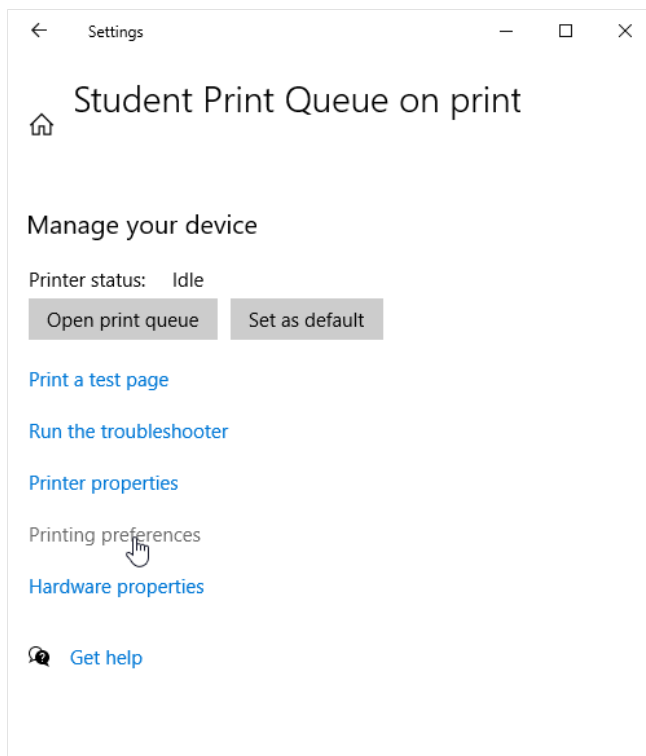 Settings
Student Print Queue on print
Manage your device
Printer status: Idle
Open print queue Set as default
Print a test page
Run the troubleshooter
Printer properties
Printing preferences
Hardware properties
Get help